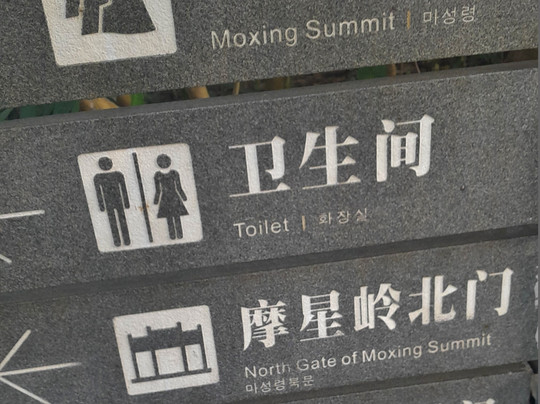 Moxing Summit | 마성령
卫生间
Toilet | 화장실
摩星岭北门
North Gate of Moxing Summit
마성령북문